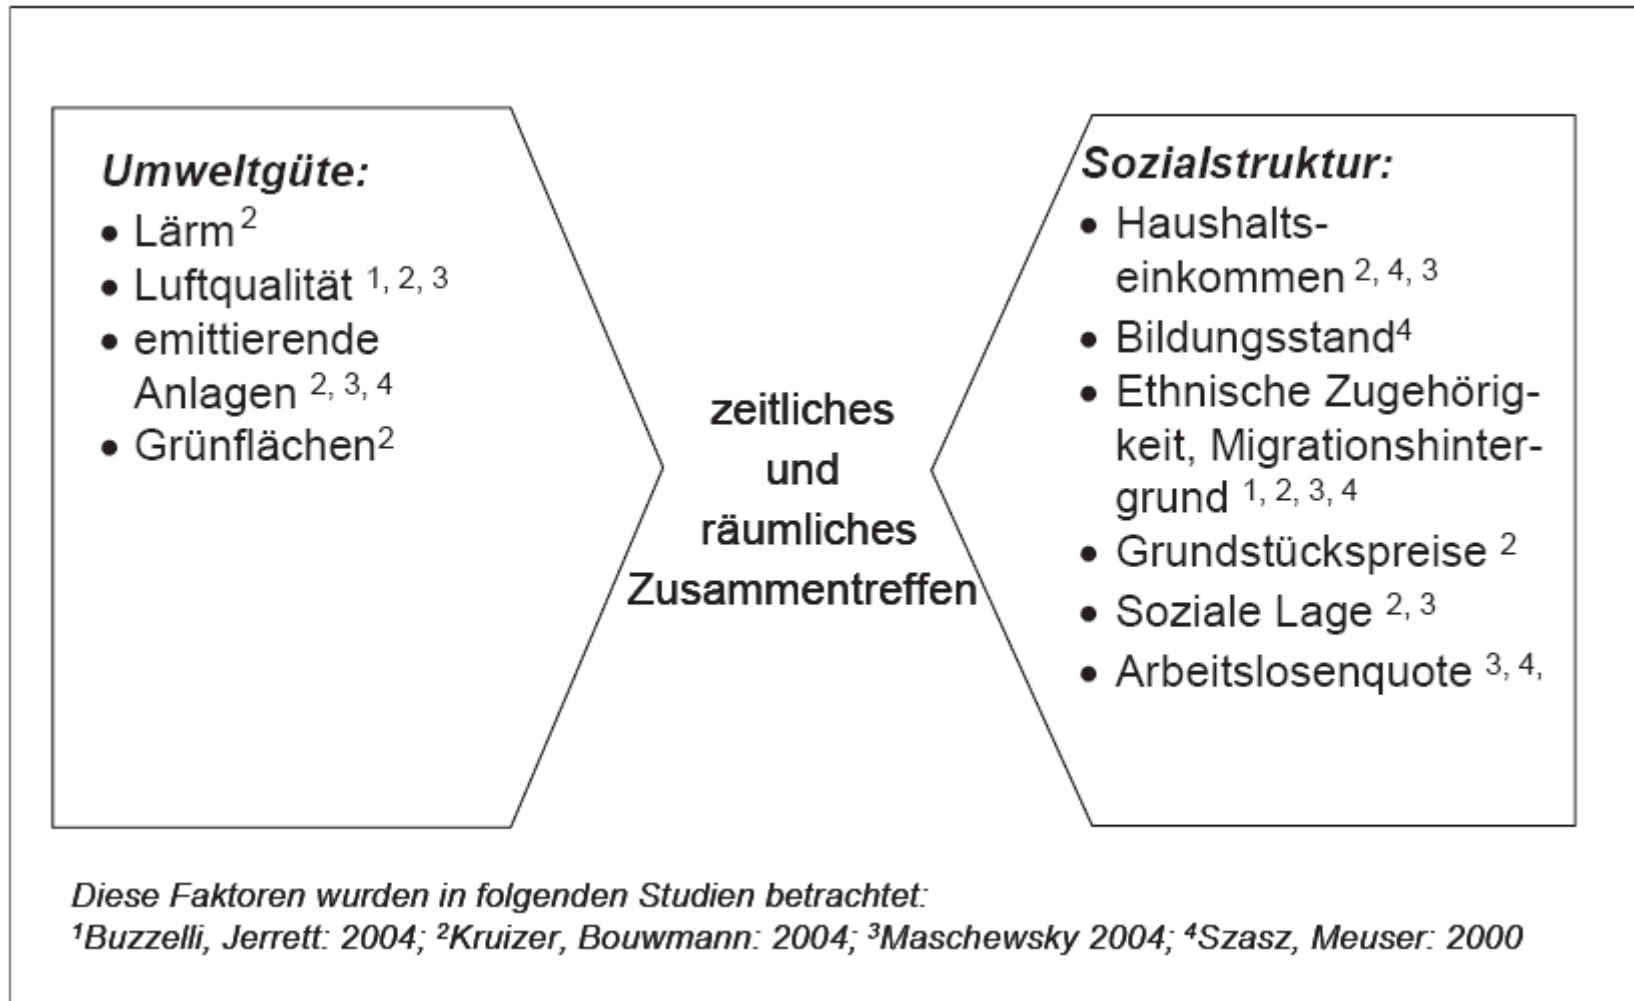 Umweltgüte:
• Lärm²
• Luftqualität ¹, ², ³
• emittierende
Anlagen ², ³, ⁴
• Grünflächen²
zeitliches
und
räumliches
Zusammentreffen
Sozialstruktur:
• Haushalts-
einkommen ², ⁴, ³
• Bildungsstand⁴
• Ethnische Zugehörig-
keit, Migrationshinter-
grund ¹, ², ³, ⁴
• Grundstückspreise ²
• Soziale Lage ², ³
• Arbeitslosenquote ³, ⁴,
Diese Faktoren wurden in folgenden Studien betrachtet:
¹Buzzelli, Jerrett: 2004; ²Kruizer, Bouwmann: 2004; ³Maschewsky 2004; ⁴Szasz, Meuser: 2000